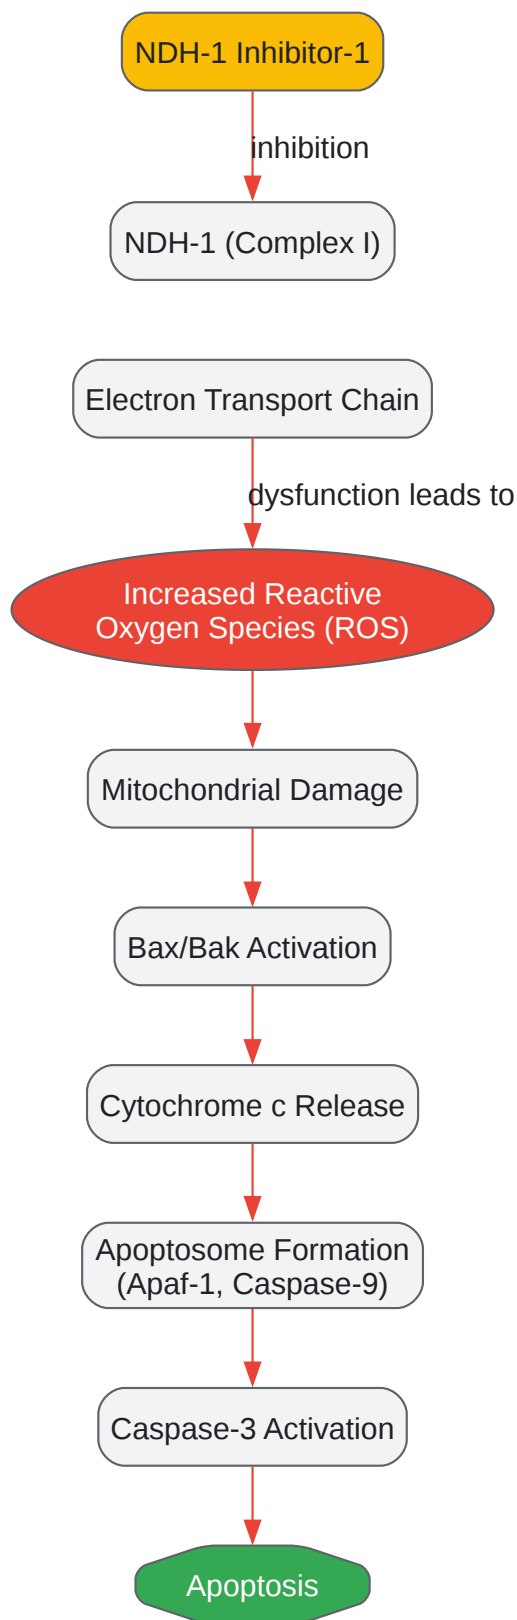 NDH-1 Inhibitor-1
inhibition
NDH-1 (Complex I)
Electron Transport Chain
dysfunction leads to
Increased Reactive
Oxygen Species (ROS)
Mitochondrial Damage
Bax/Bak Activation
Cytochrome c Release
Apoptosome Formation
(Apaf-1, Caspase-9)
Caspase-3 Activation
Apoptosis